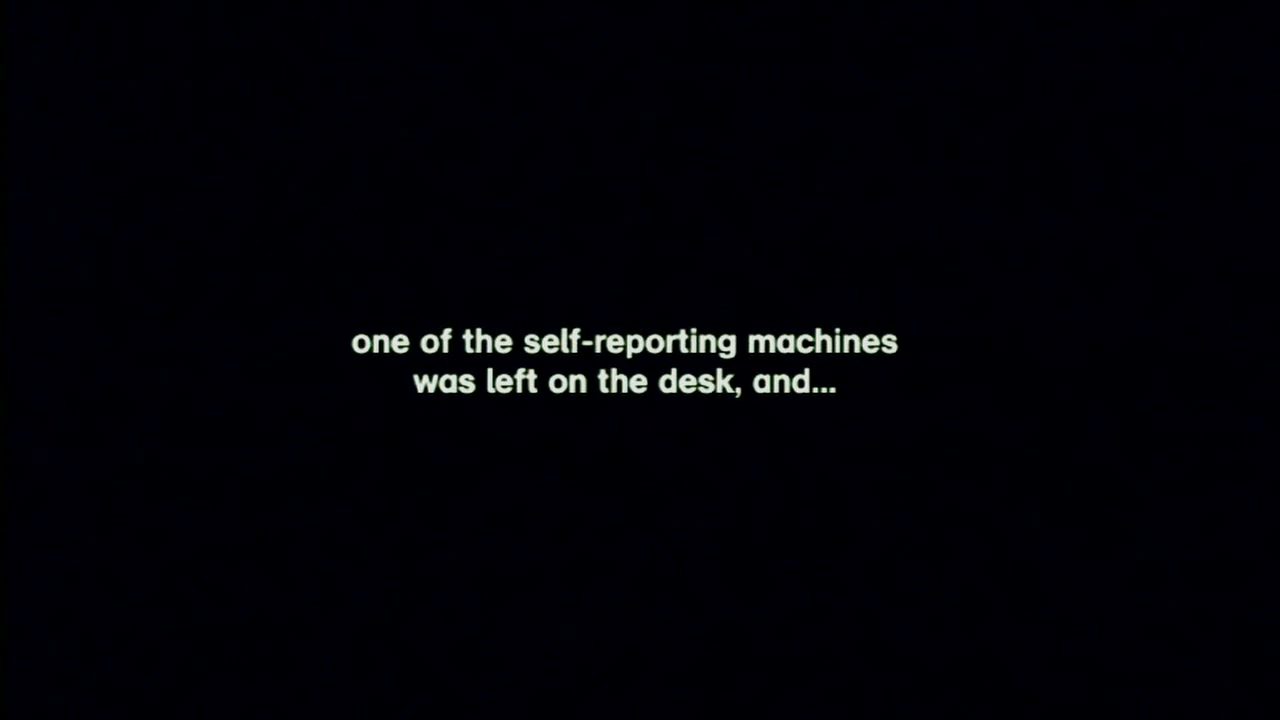 one of the self-reporting machines
was left on the desk, and...